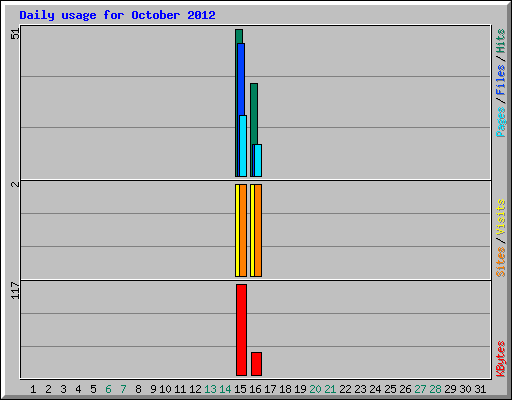 Daily usage for October 2012
51
2
117
Pages/Files/Hits
Sites/Visits
KBytes
1 2 3 4 5 6 7 8 9 10 11 12 13 14 15 16 17 18 19 20 21 22 23 24 25 26 27 28 29 30 31